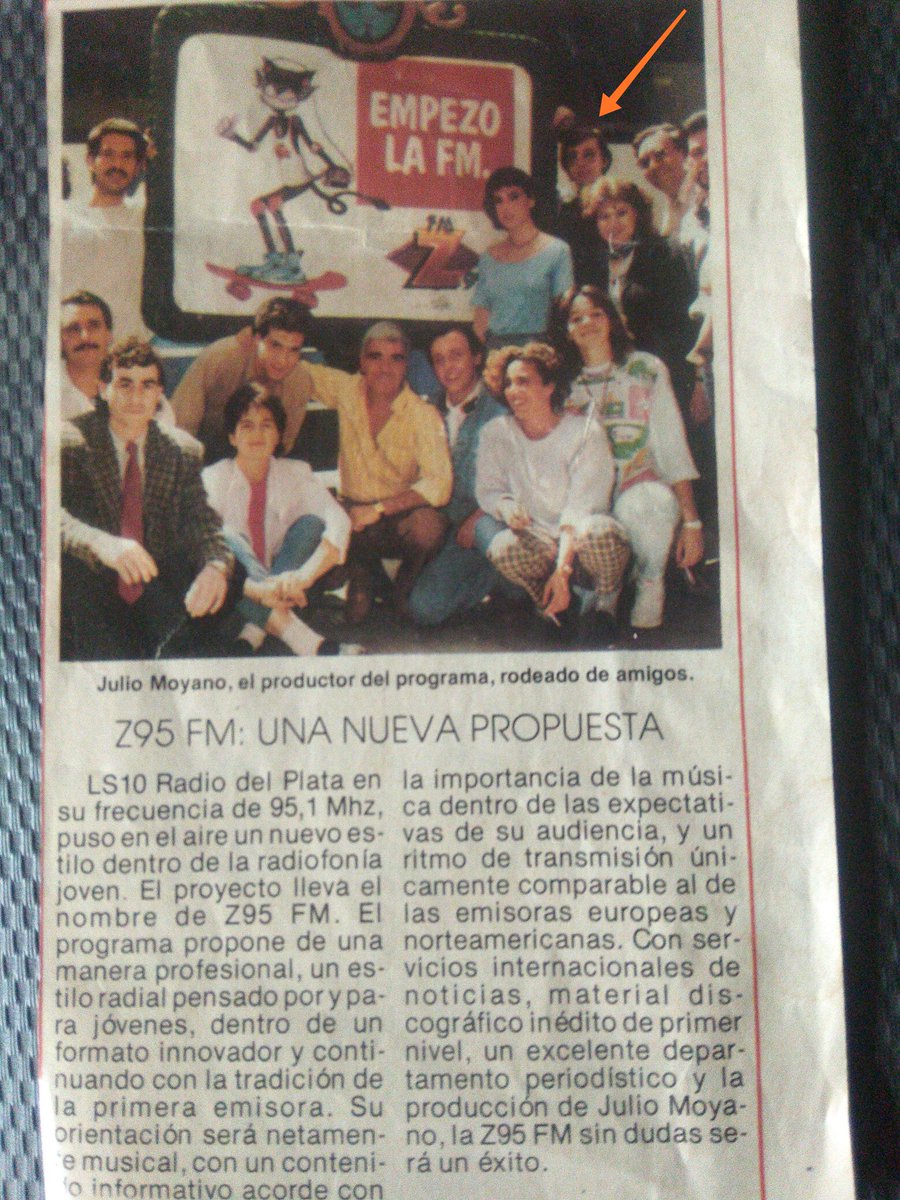 EMPEZO
LA FM.
Z
Julio Moyano, el productor del programa, rodeado de amigos.
Z95 FM: UNA NUEVA PROPUESTA
LS10 Radio del Plata en
su frecuencia de 95,1 Mhz,
puso en el aire un nuevo es-
tilo dentro de la radiofonía
joven. El proyecto lleva el
nombre de Z95 FM. El
programa propone de una
manera profesional, un es-
tilo radial pensado por y pa-
ra jóvenes, dentro de un
formato innovador y conti-
nuando con la tradición de
la primera emisora. Su
orientación será netamen-
e musical, con un conteni-
o informativo acorde con
la importancia de la músi-
ca dentro de las expectati-
vas de su audiencia, y un
ritmo de transmisión úni-
camente comparable al de
las emisoras europeas y
norteamericanas. Con ser-
vicios internacionales de
noticias, material dis-
cográfico inédito de primer
nivel, un excelente depar-
tamento periodístico y la
producción de Julio Moya-
no, la Z95 FM sin dudas se-
rá un éxito.